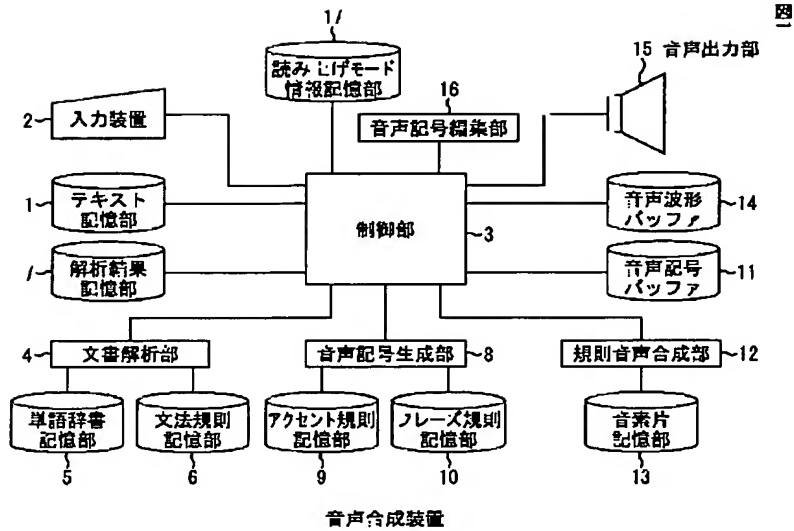 図1
17
読み上げモード
情報記憶部
15 音声出力部
16
音声記号編集部
2
入力装置
1
テキスト
記憶部
制御部
3
音声波形
バッファ
14
7
解析結果
記憶部
音声記号
バッファ
11
4
文書解析部
音声記号生成部
8
規則音声合成部
12
単語辞書
記憶部
文法規則
記憶部
アクセント規則
記憶部
フレーズ規則
記憶部
音素片
記憶部
5
6
9
10
13
音声合成装置